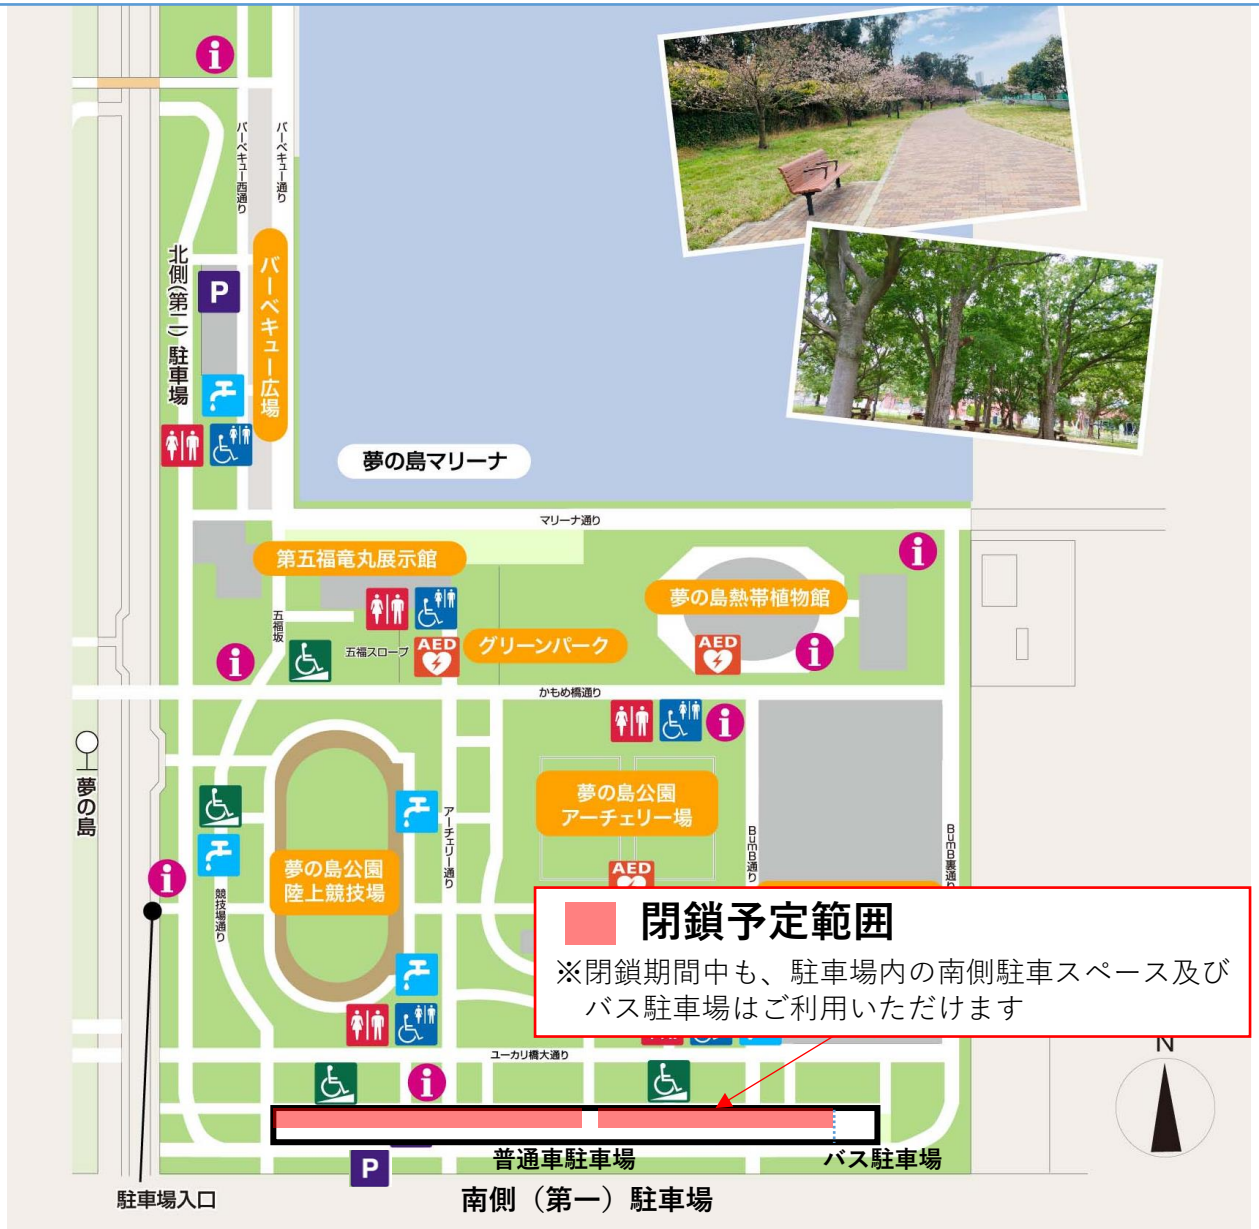 バーベキュー西通り
バーベキュー通り
北側(第二)駐車場
P
バーベキュー広場
夢の島マリーナ
マリーナ通り
第五福竜丸展示館
夢の島熱帯植物館
五福坂
五福スロープ
AED
グリーンパーク
AED
かもめ橋通り
夢の島
夢の島公園
アーチェリー場
アーチェリー通り
BumB通り
BumB裏通り
夢の島公園
陸上競技場
競技場通り
AED
閉鎖予定範囲
※閉鎖期間中も、駐車場内の南側駐車スペース及び
バス駐車場はご利用いただけます
ユーカリ橋大通り
N
普通車駐車場
バス駐車場
P
駐車場入口
南側(第一)駐車場